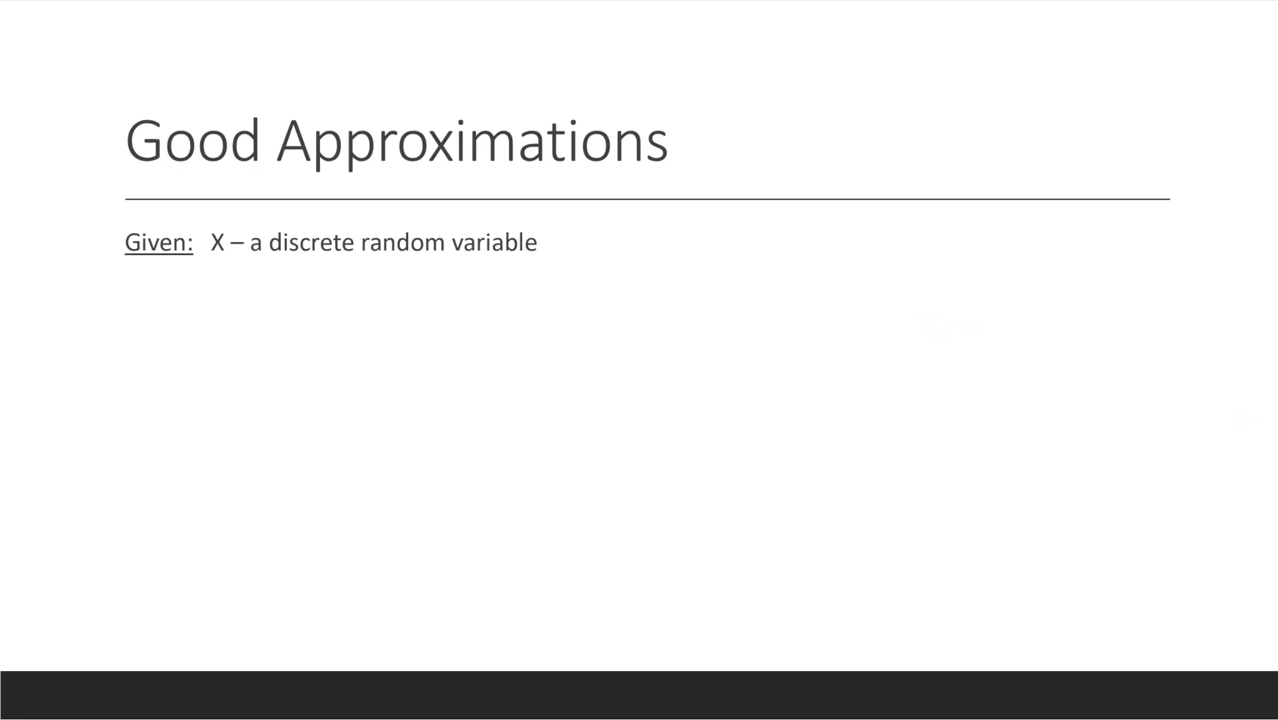 Good Approximations
Given: X – a discrete random variable